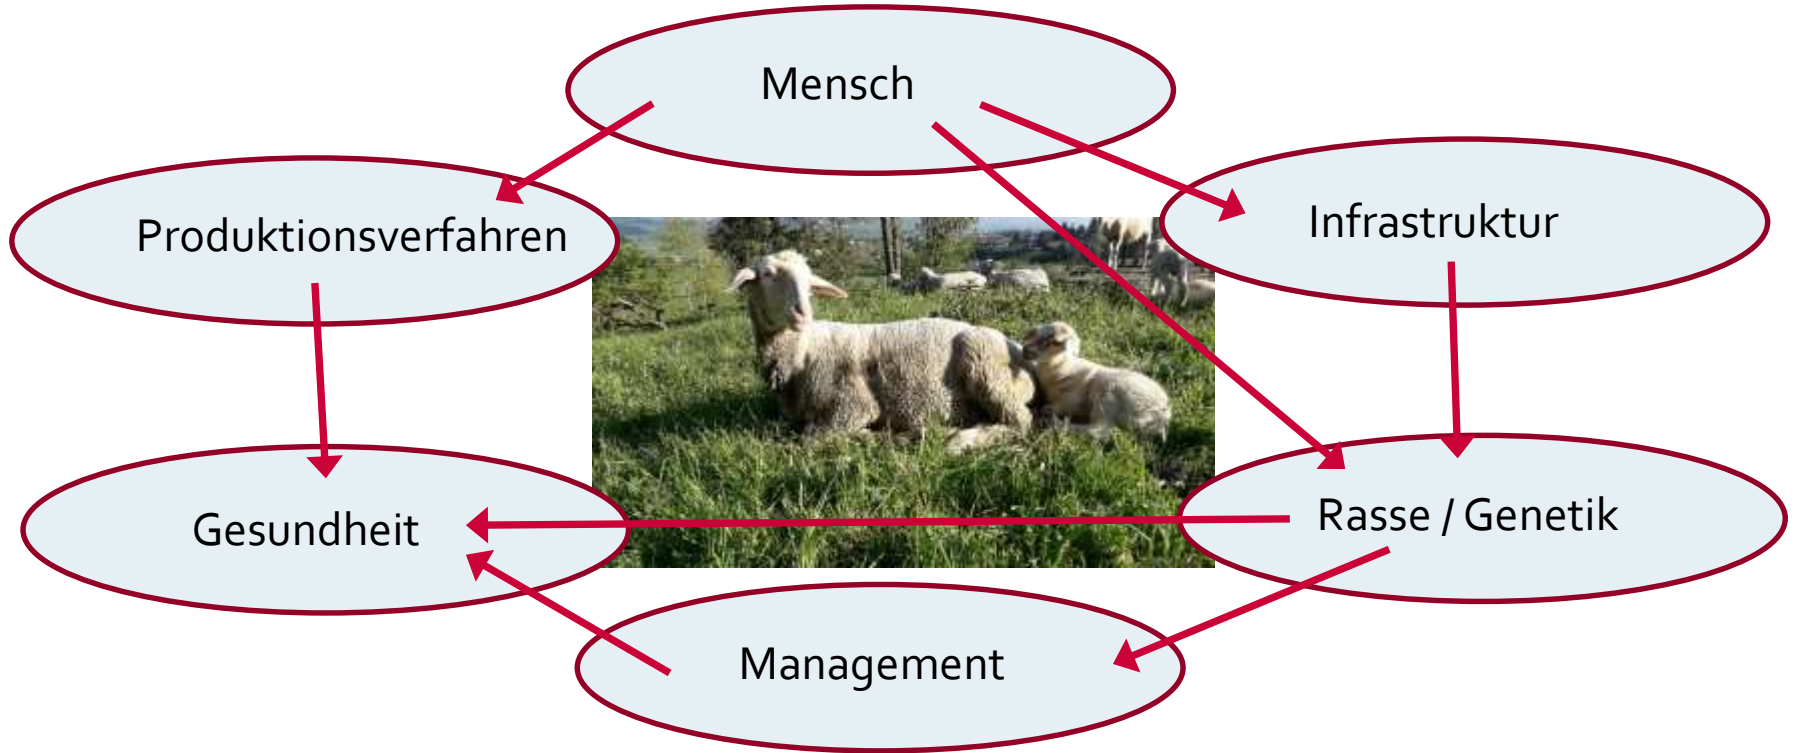 Mensch
Produktionsverfahren
Infrastruktur
Gesundheit
Rasse / Genetik
Management